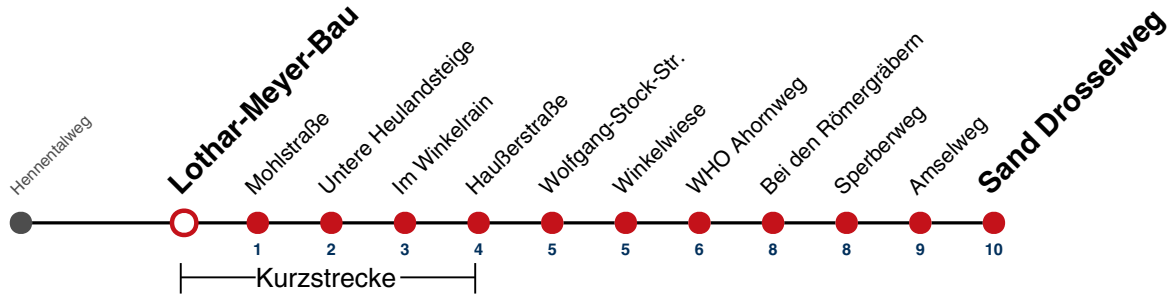 Hennentalweg
Lothar-Meyer-Bau
Mohlstraße
Untere Heulandsteige
Im Winkelrain
Haußerstraße
Wolfgang-Stock-Str.
Winkelwiese
WHO Ahornweg
Bei den Römergräbern
Sperberweg
Amselweg
Sand Drosselweg
1 2 3 4 5 5 6 8 8 9 10
Kurzstrecke